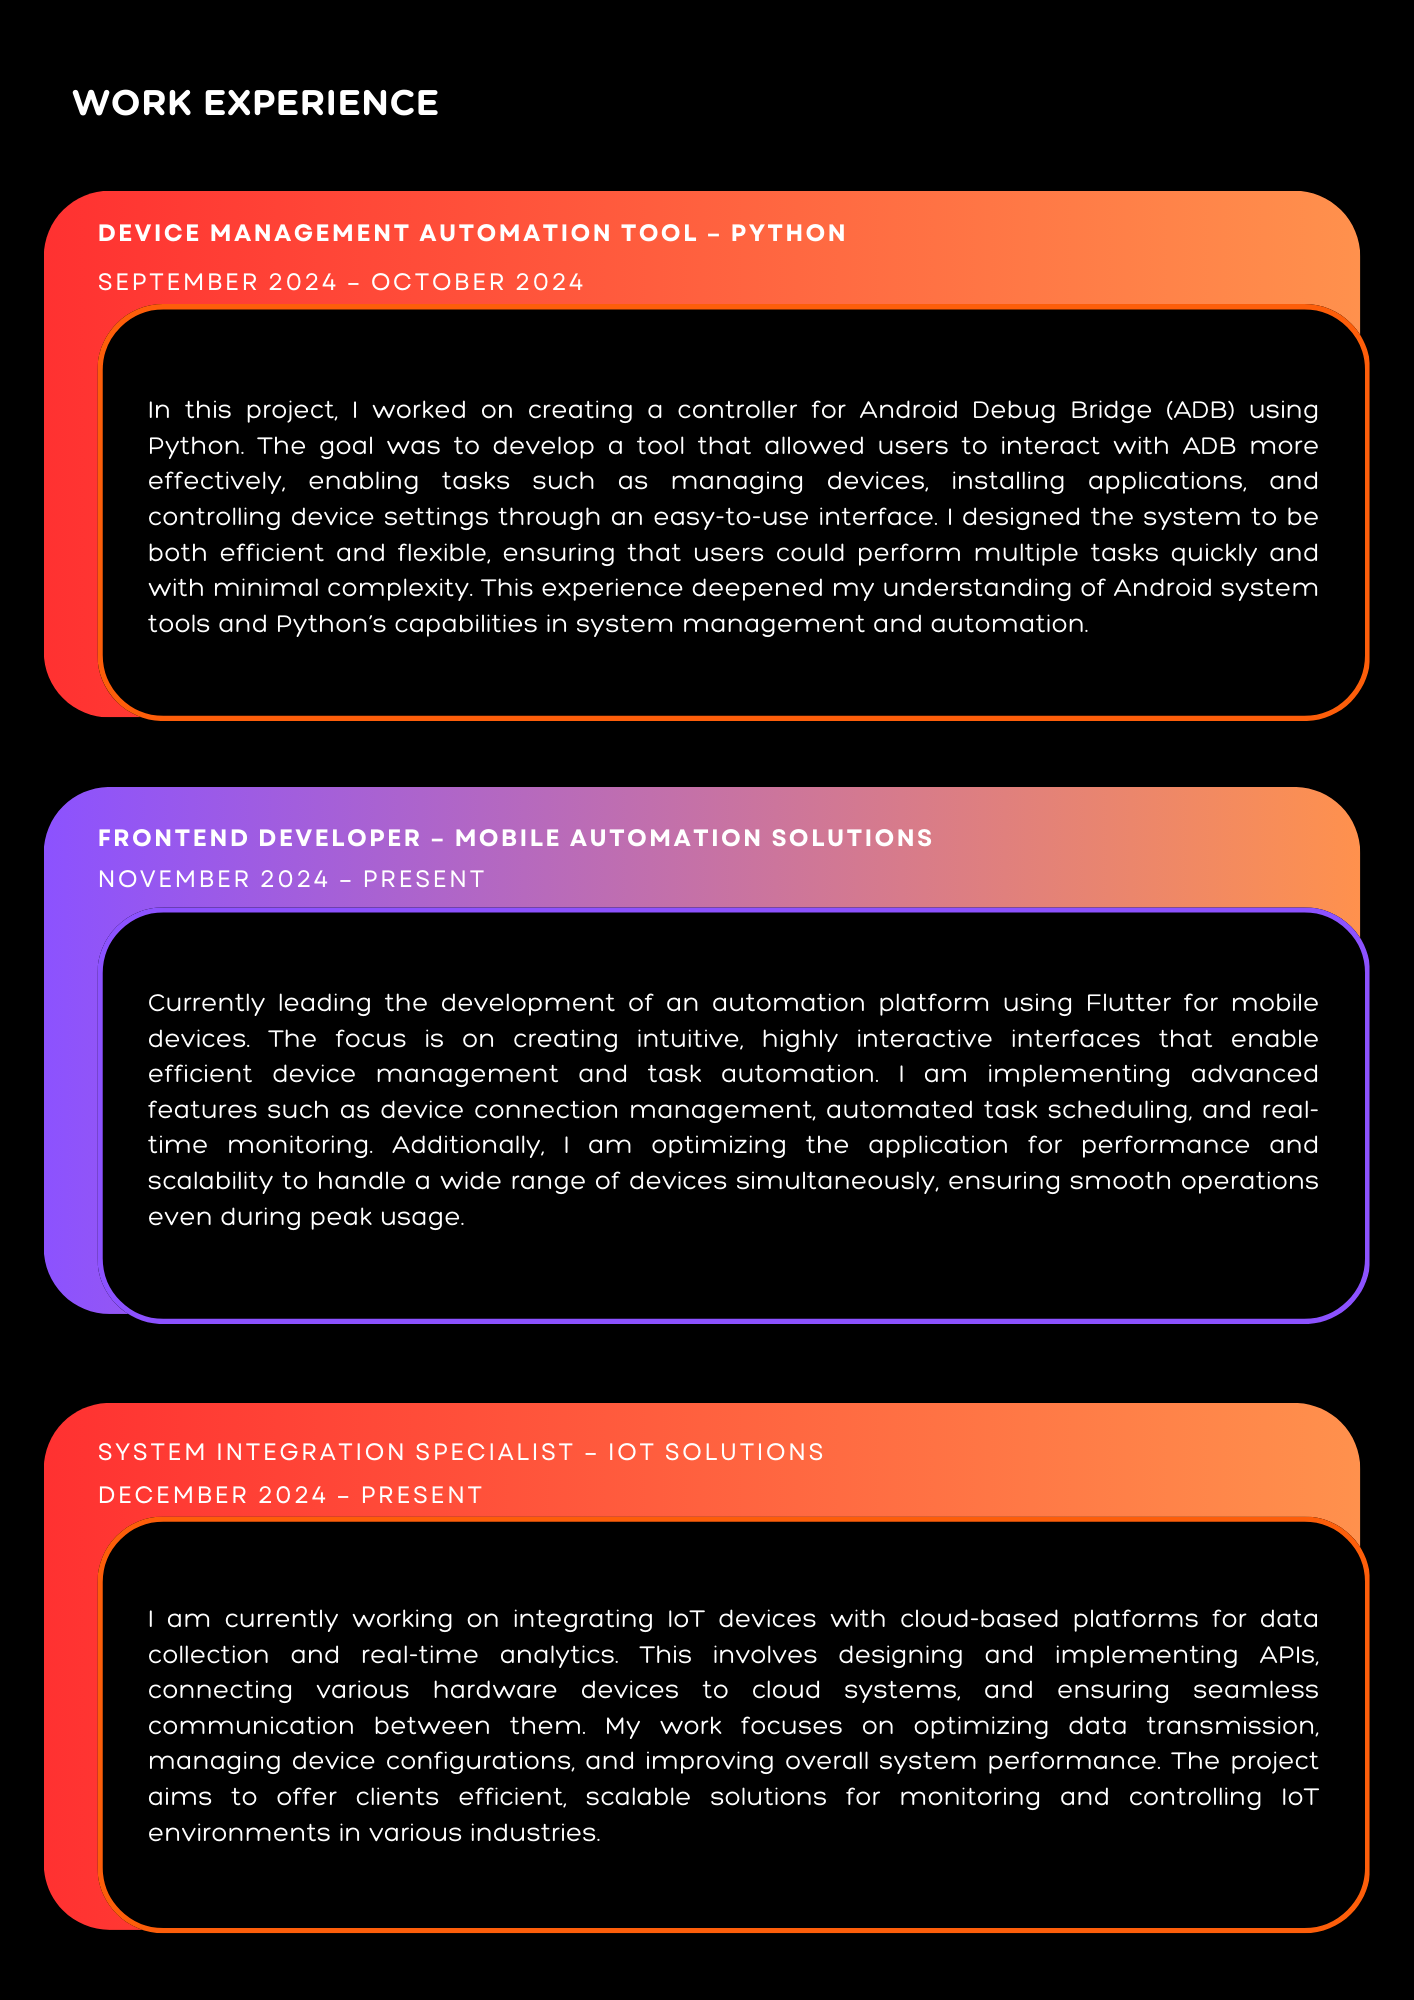 WORK EXPERIENCE
DEVICE MANAGEMENT AUTOMATION TOOL – PYTHON
SEPTEMBER 2024 – OCTOBER 2024
In this project, I worked on creating a controller for Android Debug Bridge (ADB) using
Python. The goal was to develop a tool that allowed users to interact with ADB more
effectively, enabling tasks such as managing devices, installing applications, and
controlling device settings through an easy-to-use interface. I designed the system to be
both efficient and flexible, ensuring that users could perform multiple tasks quickly and
with minimal complexity. This experience deepened my understanding of Android system
tools and Python’s capabilities in system management and automation.
FRONTEND DEVELOPER – MOBILE AUTOMATION SOLUTIONS
NOVEMBER 2024 – PRESENT
Currently leading the development of an automation platform using Flutter for mobile
devices. The focus is on creating intuitive, highly interactive interfaces that enable
efficient device management and task automation. I am implementing advanced
features such as device connection management, automated task scheduling, and real-
time monitoring. Additionally, I am optimizing the application for performance and
scalability to handle a wide range of devices simultaneously, ensuring smooth operations
even during peak usage.
SYSTEM INTEGRATION SPECIALIST – IOT SOLUTIONS
DECEMBER 2024 – PRESENT
I am currently working on integrating IoT devices with cloud-based platforms for data
collection and real-time analytics. This involves designing and implementing APIs,
connecting various hardware devices to cloud systems, and ensuring seamless
communication between them. My work focuses on optimizing data transmission,
managing device configurations, and improving overall system performance. The project
aims to offer clients efficient, scalable solutions for monitoring and controlling IoT
environments in various industries.